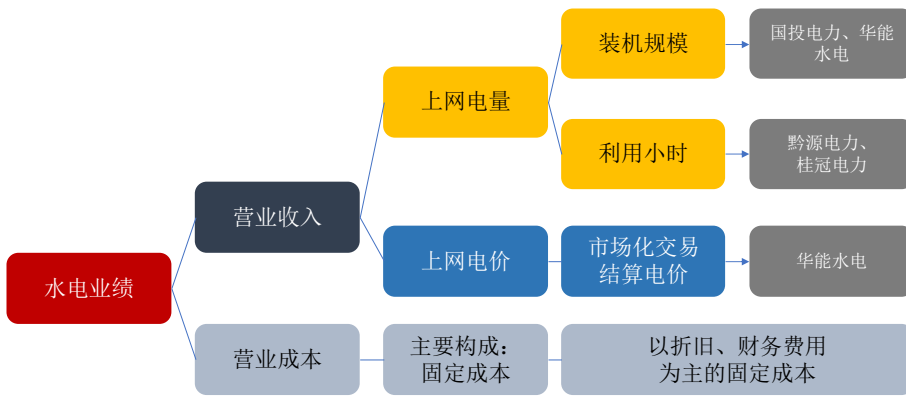 装机规模
国投电力、华能
水电
上网电量
利用小时
黔源电力、
桂冠电力
营业收入
上网电价
市场化交易
结算电价
华能水电
水电业绩
营业成本
主要构成：
固定成本
以折旧、财务费用
为主的固定成本